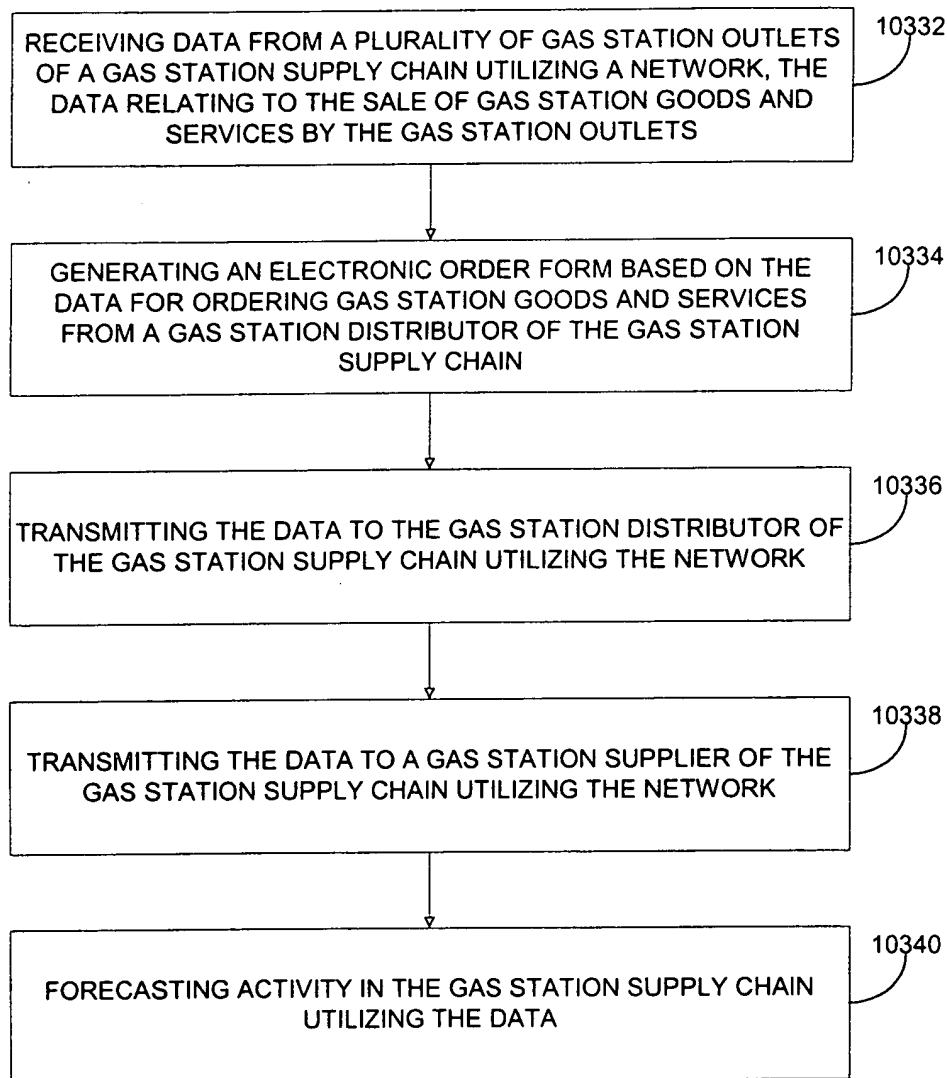 RECEIVING DATA FROM A PLURALITY OF GAS STATION OUTLETS
OF A GAS STATION SUPPLY CHAIN UTILIZING A NETWORK, THE
DATA RELATING TO THE SALE OF GAS STATION GOODS AND
SERVICES BY THE GAS STATION OUTLETS
10332
GENERATING AN ELECTRONIC ORDER FORM BASED ON THE
DATA FOR ORDERING GAS STATION GOODS AND SERVICES
FROM A GAS STATION DISTRIBUTOR OF THE GAS STATION
SUPPLY CHAIN
10334
TRANSMITTING THE DATA TO THE GAS STATION DISTRIBUTOR OF
THE GAS STATION SUPPLY CHAIN UTILIZING THE NETWORK
10336
TRANSMITTING THE DATA TO A GAS STATION SUPPLIER OF THE
GAS STATION SUPPLY CHAIN UTILIZING THE NETWORK
10338
FORECASTING ACTIVITY IN THE GAS STATION SUPPLY CHAIN
UTILIZING THE DATA
10340